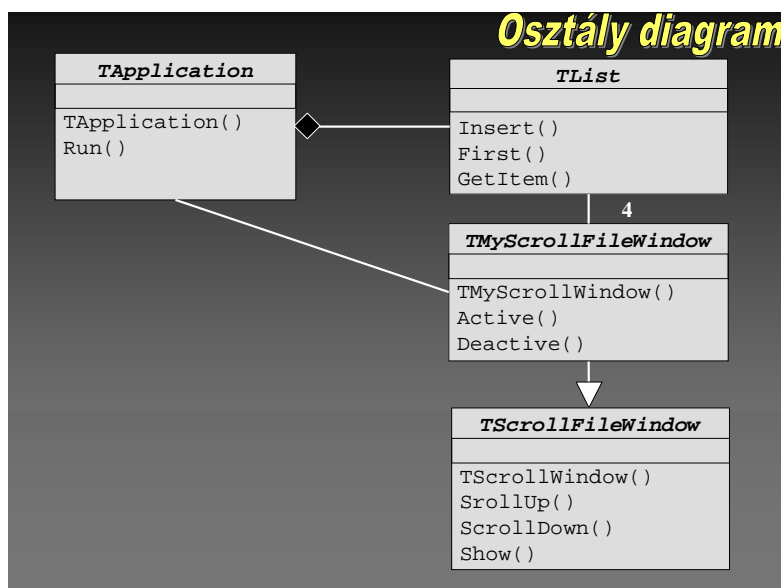 Osztály diagram
TApplication
TApplication()
Run()
TList
Insert()
First()
GetItem()
4
TMyScrollFileWindow
TMyScrollWindow()
Active()
Deactive()
TScrollFileWindow
TScrollWindow()
SrollUp()
ScrollDown()
Show()